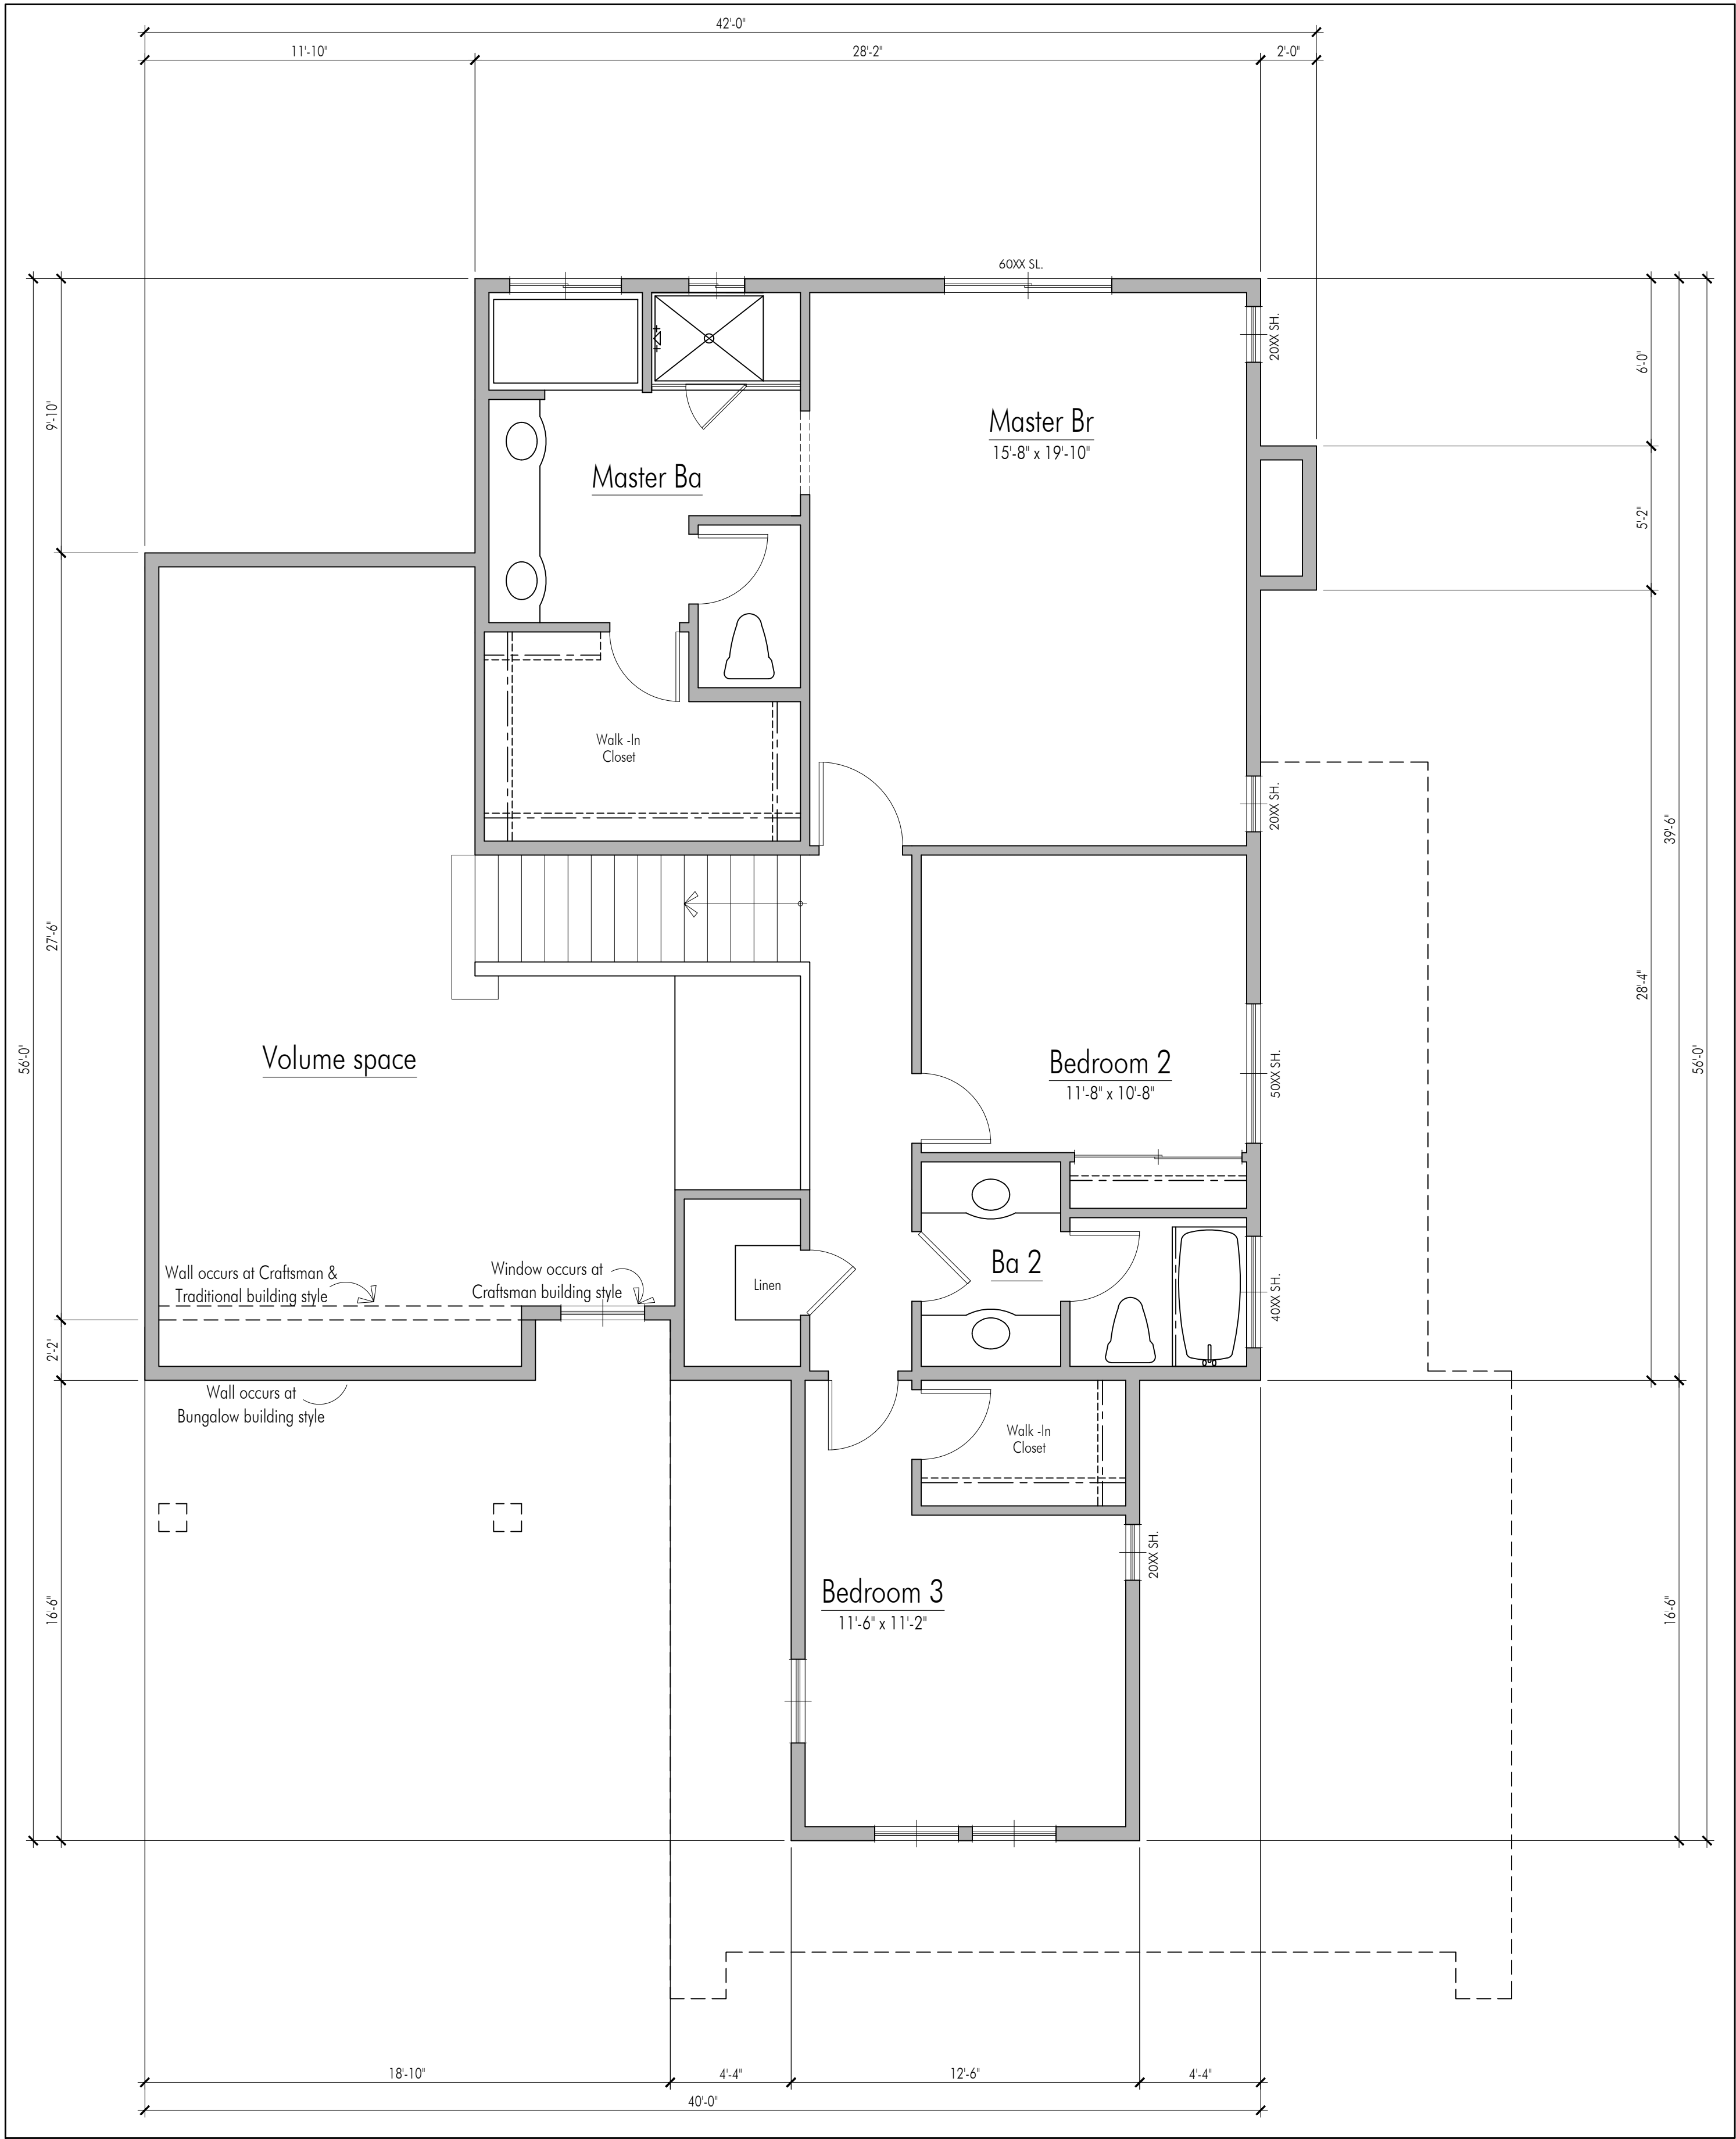 42'-0"
11'-10"
28'-2"
2'-0"
60XX SL.
20XX SH.
6'-0"
9'-10"
Master Br
15'-8" x 19'-10"
Master Ba
5'-2"
Walk -In
Closet
20XX SH.
39'-6"
27'-6"
28'-4"
56'-0"
Volume space
Bedroom 2
11'-8" x 10'-8"
50XX SH.
56'-0"
Wall occurs at Craftsman &
Traditional building style
Window occurs at
Craftsman building style
Linen
Ba 2
40XX SH.
2'-2"
Wall occurs at
Bungalow building style
Walk -In
Closet
20XX SH.
16'-6"
Bedroom 3
11'-6" x 11'-2"
16'-6"
18'-10"
4'-4"
12'-6"
4'-4"
40'-0"